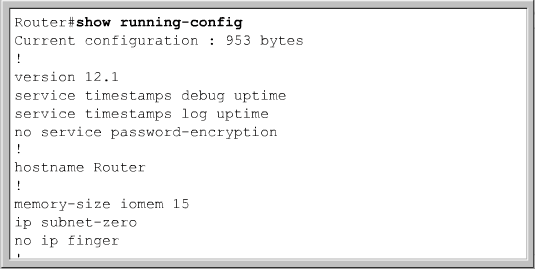 Router#show running-config
Current configuration : 953 bytes
!
version 12.1
service timestamps debug uptime
service timestamps log uptime
no service password-encryption
!
hostname Router
!
memory-size iomem 15
ip subnet-zero
no ip finger
!